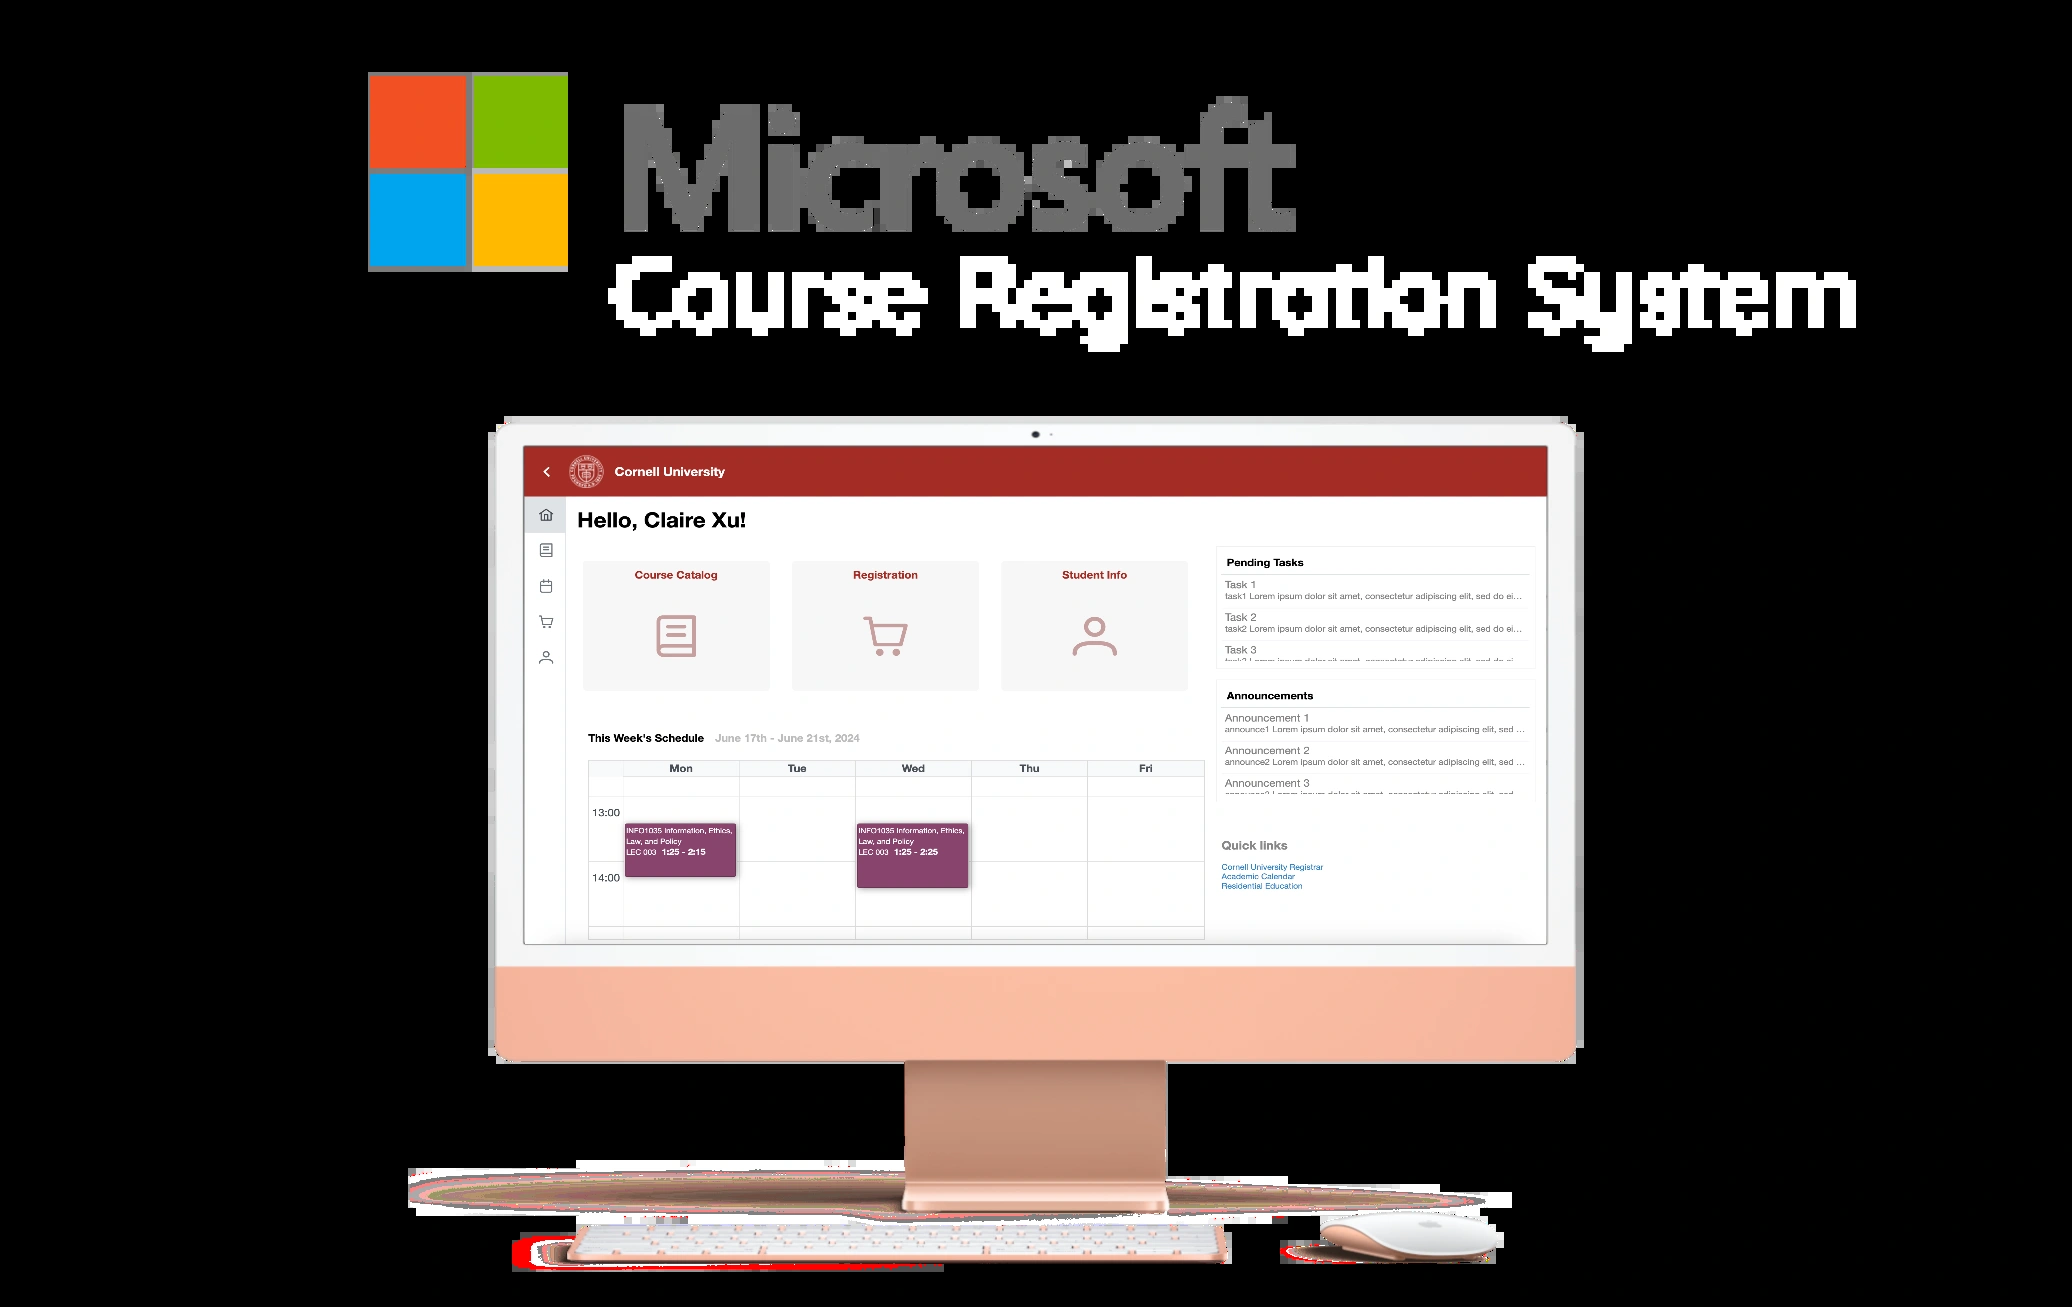 Microsoft
Course Registration System
Cornell University
Hello, Claire Xu!
Course Catalog
Registration
Student Info
Pending Tasks
Task 1
task1 Lorem ipsum dolor sit amet, consectetur adipiscing elit, sed do ei...
Task 2
task2 Lorem ipsum dolor sit amet, consectetur adipiscing elit, sed do ei...
Task 3
Announcements
Announcement 1
announce1 Lorem ipsum dolor sit amet, consectetur adipiscing elit, sed ...
Announcement 2
announce2 Lorem ipsum dolor sit amet, consectetur adipiscing elit, sed ...
Announcement 3
This Week's Schedule June 17th - June 21st, 2024
Mon Tue Wed Thu Fri
13:00
INFO1035 Information, Ethics,
Law, and Policy
LEC 003 1:25 - 2:15
INFO1035 Information, Ethics,
Law, and Policy
LEC 003 1:25 - 2:25
14:00
Quick links
Cornell University Registrar
Academic Calendar
Residential Education